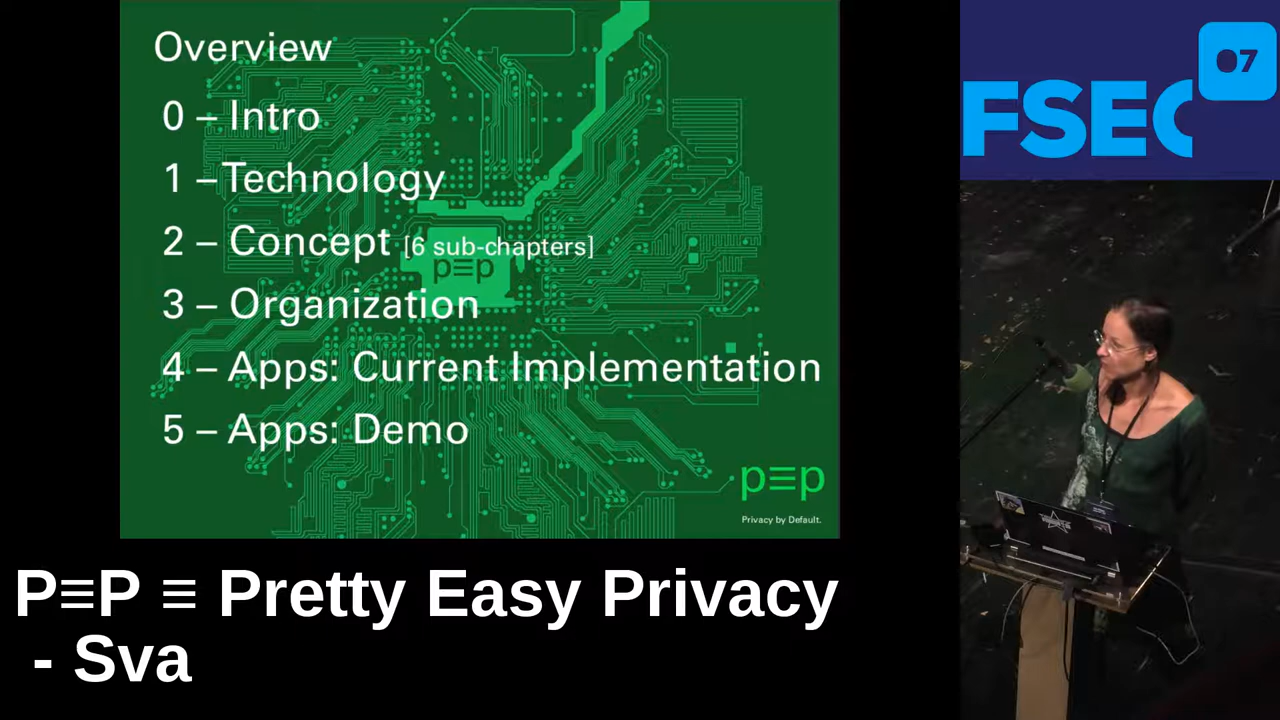 Overview
0 – Intro
1 – Technology
2 – Concept [6 sub-chapters]
p≡p
3 – Organization
4 – Apps: Current Implementation
5 – Apps: Demo
p≡p
Privacy by Default.
P≡P ≡ Pretty Easy Privacy
- Sva
07
FSEC